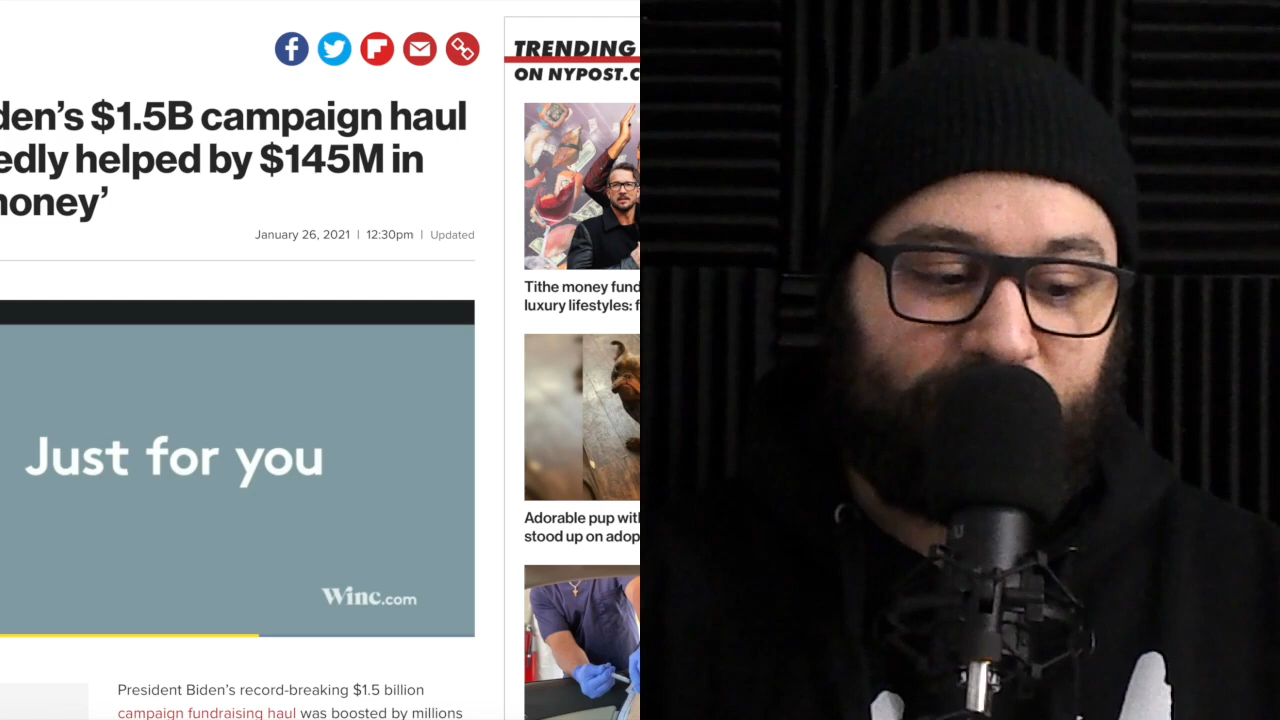 den's $1.5B campaign haul
edly helped by $145M in
money'
January 26, 2021 | 12:30pm | Updated
Just for you
Winc.com
President Biden's record-breaking $1.5 billion
campaign fundraising haul was boosted by millions
TRENDING
ON NYPOST.C
Tithe money fund
luxury lifestyles: f
Adorable pup with
stood up on adop
U